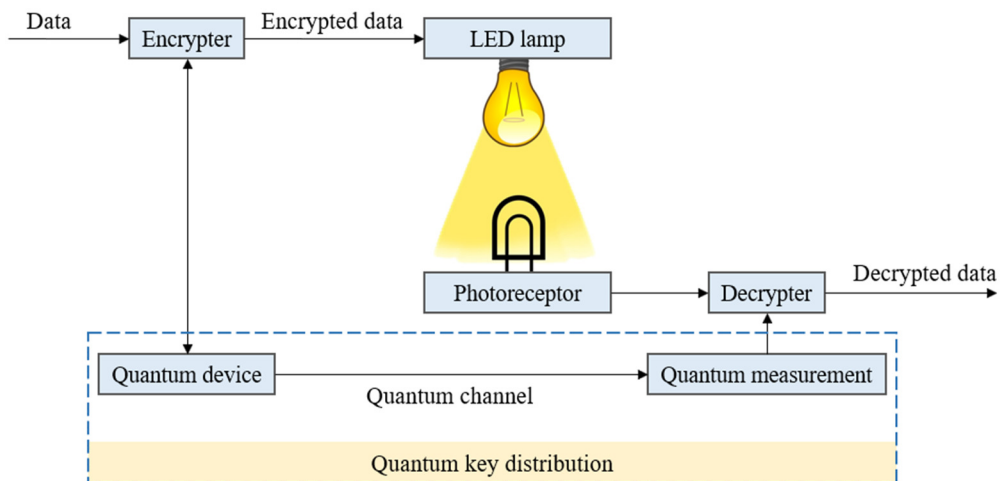 Data
Encrypter
Encrypted data
LED lamp
Photoreceptor
Decrypter
Decrypted data
Quantum device
Quantum channel
Quantum measurement
Quantum key distribution